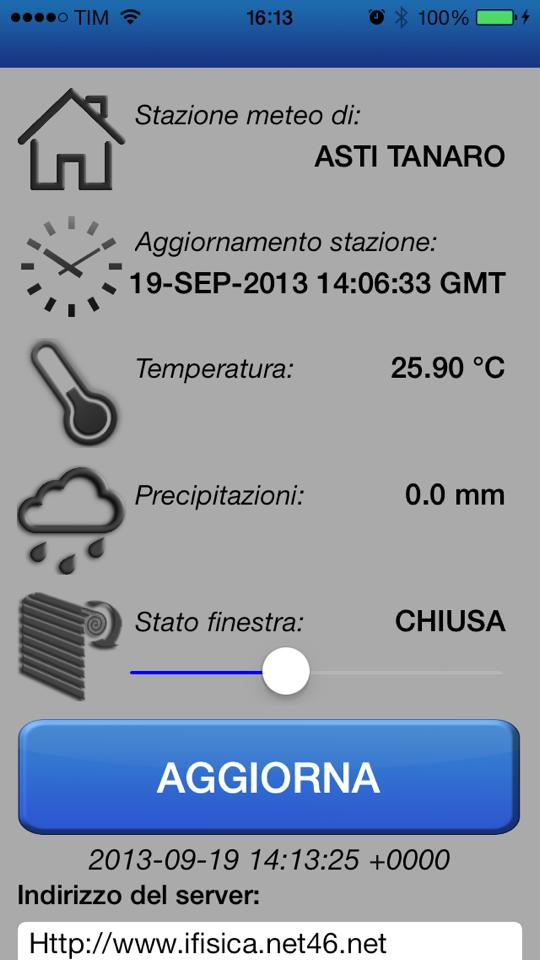 TIM 16:13 100%
Stazione meteo di:
ASTI TANARO
Aggiornamento stazione:
19-SEP-2013 14:06:33 GMT
Temperatura: 25.90 °C
Precipitazioni: 0.0 mm
Stato finestra: CHIUSA
AGGIORNA
2013-09-19 14:13:25 +0000
Indirizzo del server:
Http://www.ifisica.net46.net